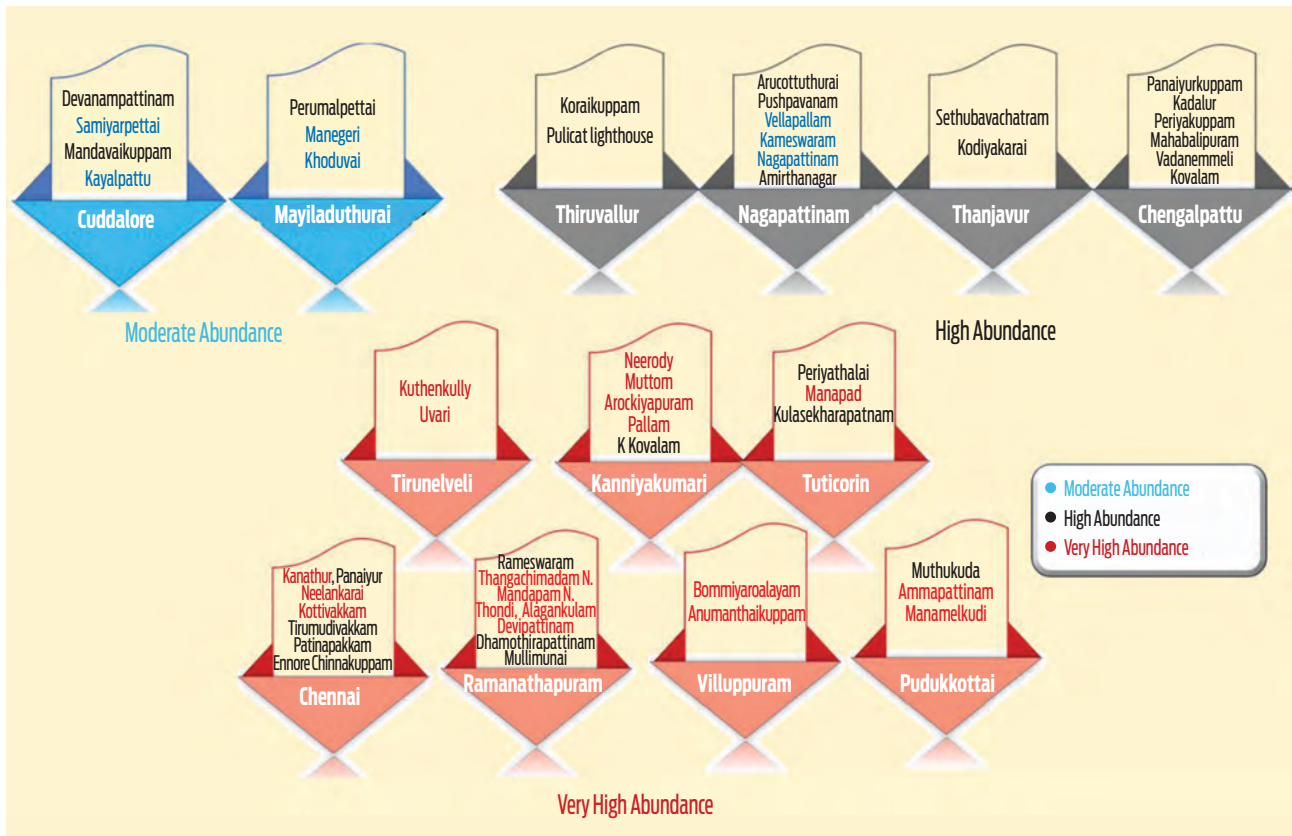 Devanampattinam
Samiyarpettai
Mandavaikuppam
Kayalpattu
Cuddalore
Perumalpettai
Manegeri
Khoduvai
Mayiladuthurai
Moderate Abundance
Koraikuppam
Pulicat lighthouse
Thiruvallur
Arucottuthurai
Pushpavanam
Vellapallam
Kameswaram
Nagapattinam
Amirthanagar
Nagapattinam
Sethubavachatram
Kodiyakarai
Thanjavur
Panaiyurkuppam
Kadalur
Periyakuppam
Mahabalipuram
Vadanemmeli
Kovalam
Chengalpattu
High Abundance
Kuthenkully
Uvari
Tirunelveli
Neerody
Muttom
Arockiyapuram
Pallam
K Kovalam
Kanniyakumari
Periyathalai
Manapad
Kulasekharapatnam
Tuticorin
Moderate Abundance
High Abundance
Very High Abundance
Kanathur, Panaiyur
Neelankarai
Kottivakkam
Tirumudivakkam
Patinapakkam
Ennore Chinnakuppam
Chennai
Rameswaram
Thangachimadam N.
Mandapam N.
Thondi, Alagankulam
Devipattinam
Dhamothirapattinam
Mullimunai
Ramanathapuram
Bommiyaroalayam
Anumanthaikuppam
Villuppuram
Muthukuda
Ammapattinam
Manamelkudi
Pudukkottai
Very High Abundance